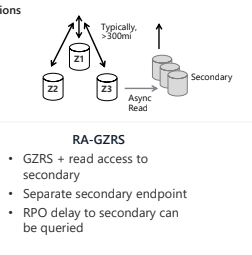 ions
Typically,
>300mi
Z1
Z2
Z3
Secondary
Async
Read
RA-GZRS
• GZRS + read access to
secondary
• Separate secondary endpoint
• RPO delay to secondary can
be queried